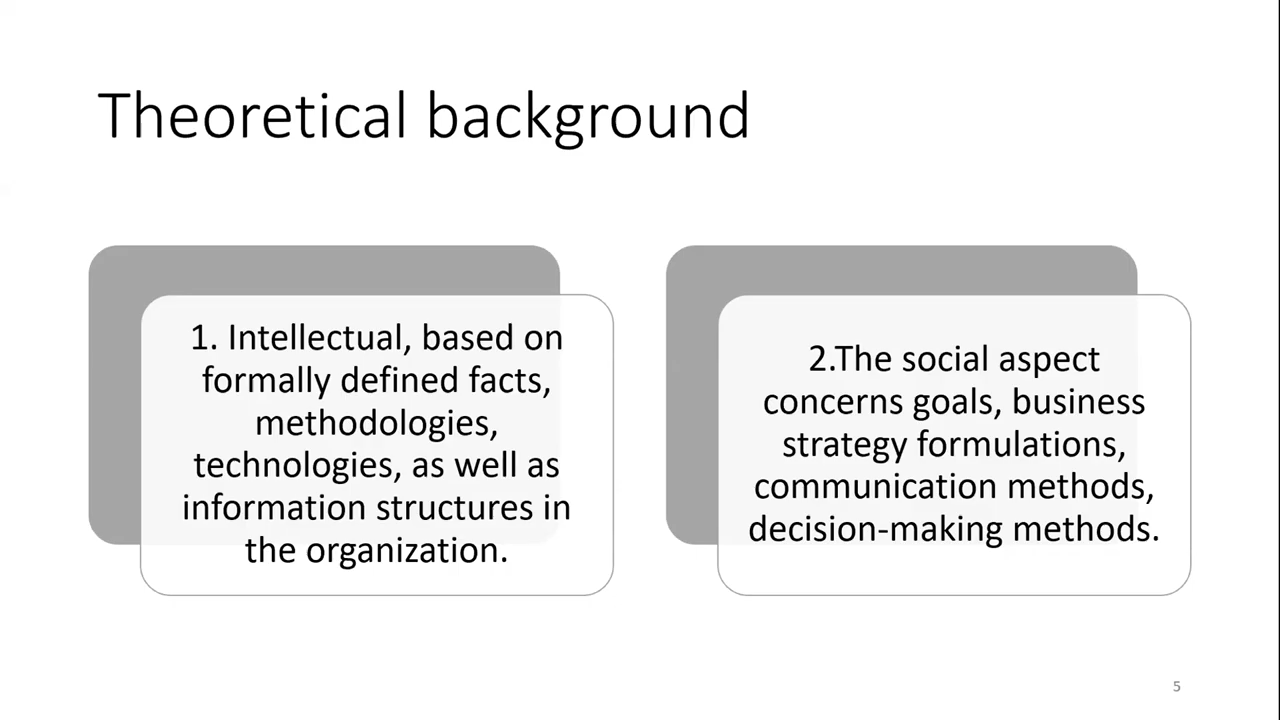 Theoretical background
1. Intellectual, based on
formally defined facts,
methodologies,
technologies, as well as
information structures in
the organization.
2.The social aspect
concerns goals, business
strategy formulations,
communication methods,
decision-making methods.
5